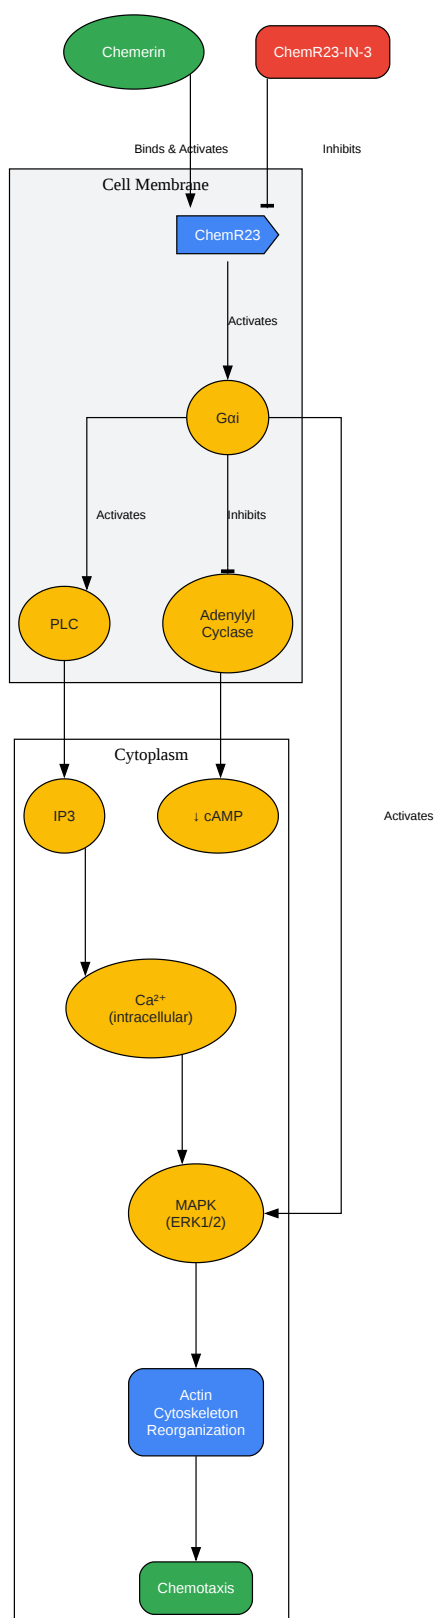 Chemerin
ChemR23-IN-3
Binds & Activates
Inhibits
Cell Membrane
ChemR23
Activates
Gαi
Activates
Inhibits
PLC
Adenylyl
Cyclase
Cytoplasm
IP3
↓ cAMP
Activates
Ca²⁺
(intracellular)
MAPK
(ERK1/2)
Actin
Cytoskeleton
Reorganization
Chemotaxis